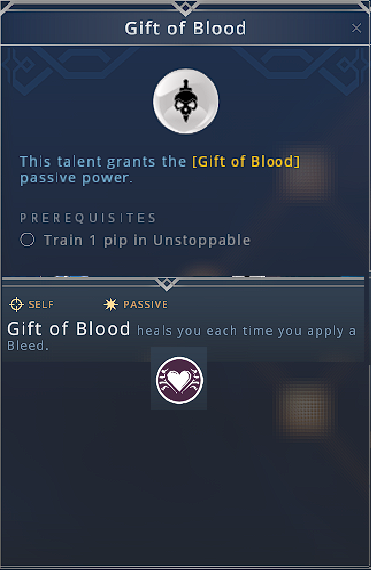 Gift of Blood
This talent grants the [Gift of Blood]
passive power.
PREREQUISITES
Train 1 pip in Unstoppable
SELF PASSIVE
Gift of Blood heals you each time you apply a
Bleed.